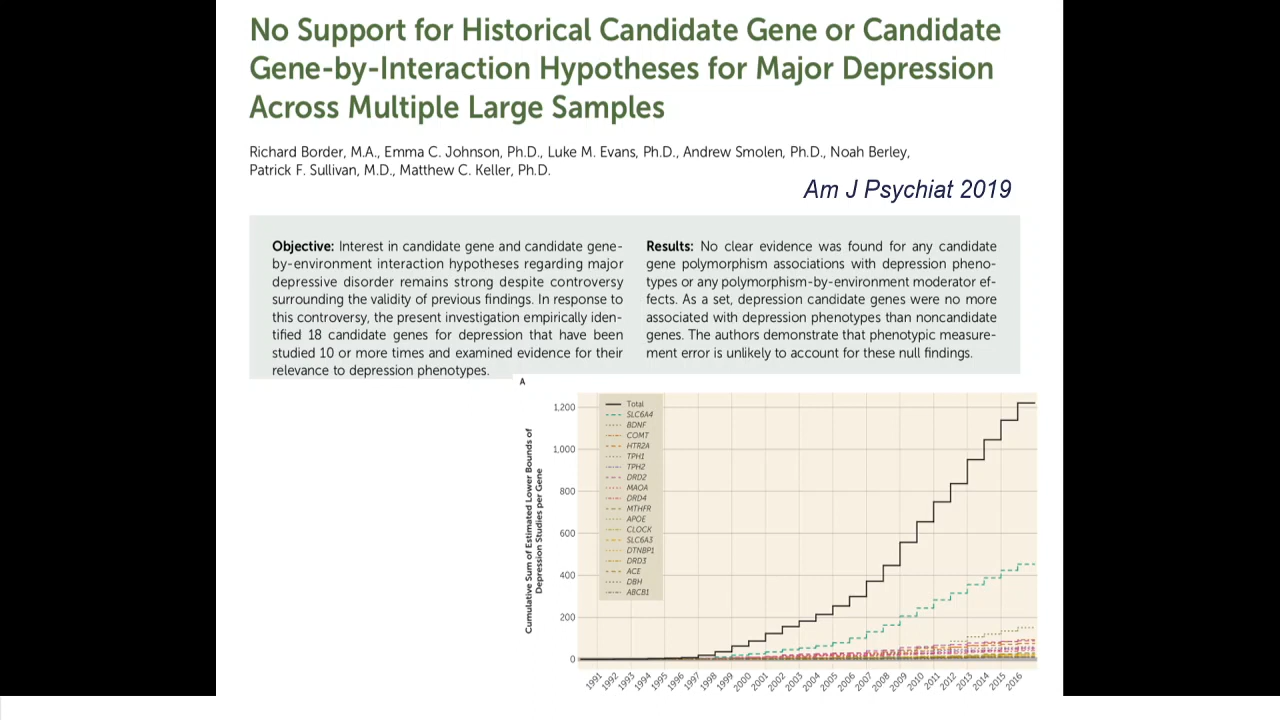 No Support for Historical Candidate Gene or Candidate
Gene-by-Interaction Hypotheses for Major Depression
Across Multiple Large Samples
Richard Border, M.A., Emma C. Johnson, Ph.D., Luke M. Evans, Ph.D., Andrew Smolen, Ph.D., Noah Berley,
Patrick F. Sullivan, M.D., Matthew C. Keller, Ph.D.
Am J Psychiat 2019
Objective: Interest in candidate gene and candidate gene-
by-environment interaction hypotheses regarding major
depressive disorder remains strong despite controversy
surrounding the validity of previous findings. In response to
this controversy, the present investigation empirically iden-
tified 18 candidate genes for depression that have been
studied 10 or more times and examined evidence for their
relevance to depression phenotypes.
Results: No clear evidence was found for any candidate
gene polymorphism associations with depression pheno-
types or any polymorphism-by-environment moderator ef-
fects. As a set, depression candidate genes were no more
associated with depression phenotypes than noncandidate
genes. The authors demonstrate that phenotypic measure-
ment error is unlikely to account for these null findings.
A
Cumulative Sum of Estimated Lower Bounds of
Depression Studies per Gene
1,200
1,000
800
600
400
200
0
Total
SLC6A4
BDNF
COMT
HTR2A
TPH1
TPH2
DRD2
MAOA
DRD4
MTHFR
APOE
CLOCK
SLC6A3
DTNBP1
DRD3
ACE
DBH
ABCB1
1991
1992
1993
1994
1995
1996
1997
1998
1999
2000
2001
2002
2003
2004
2005
2006
2007
2008
2009
2010
2011
2012
2013
2014
2015
2016